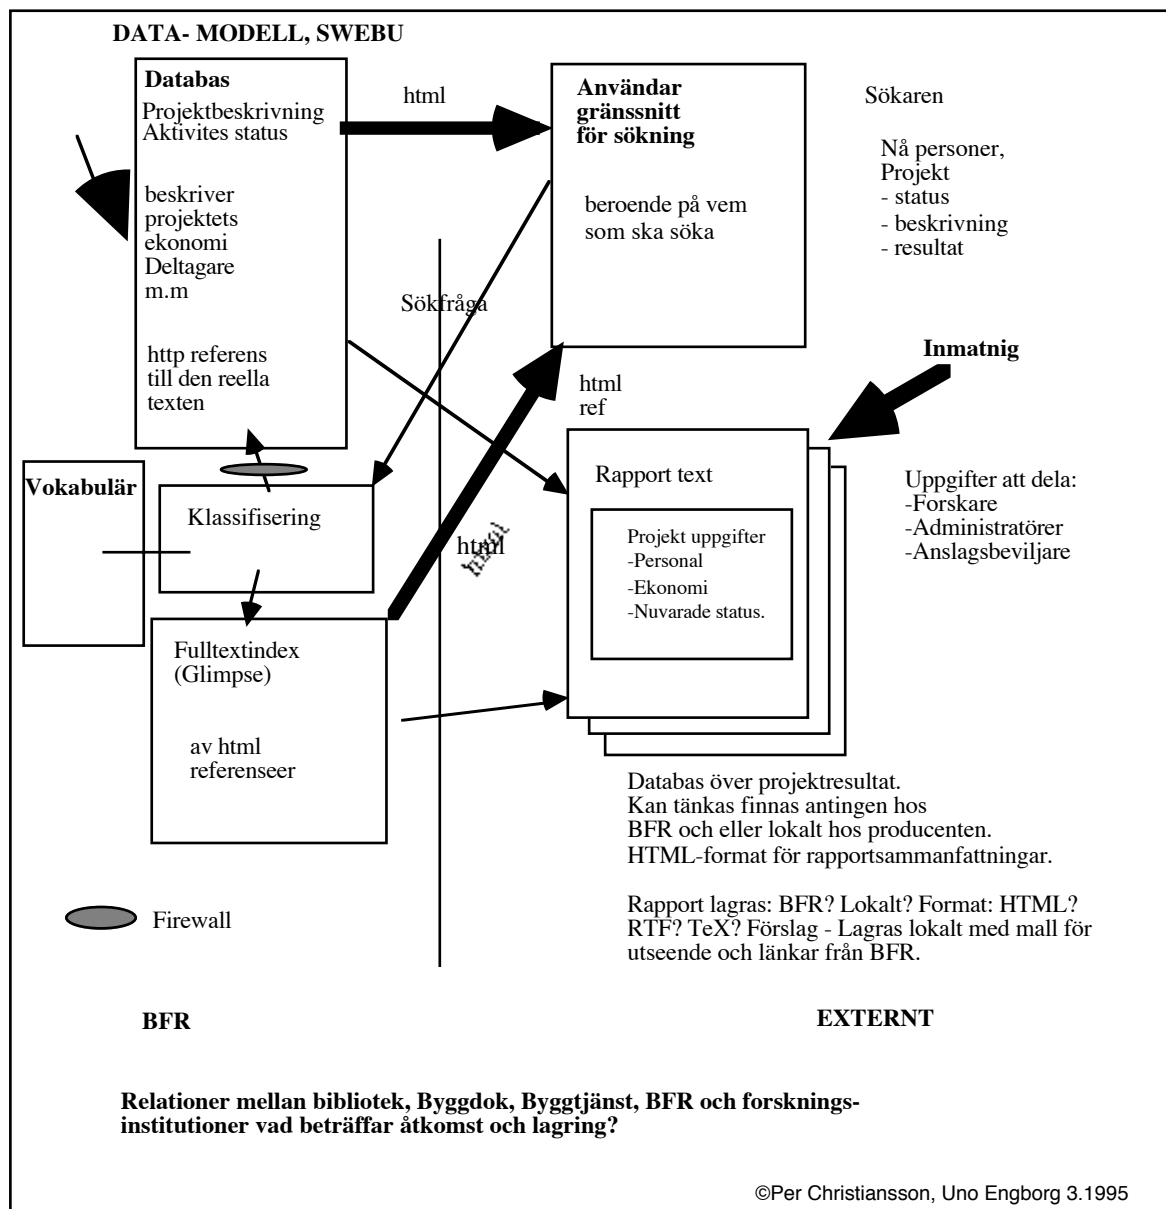 DATA- MODELL, SWEBU
Databas
Projektbeskrivning
Aktivites status
beskriver
projektets
ekonomi
Deltagare
m.m
http referens
till den reella
texten
html
Användar
gränssnitt
för sökning
beroende på vem
som ska söka
Sökaren
Nå personer,
Projekt
- status
- beskrivning
- resultat
Sökfråga
Inmatnig
html
ref
Vokabulär
Klassifisering
Rapport text
Projekt uppgifter
-Personal
-Ekonomi
-Nuvarade status.
Uppgifter att dela:
-Forskare
-Administratörer
-Anslagsbeviljare
html
html
Fulltextindex
(Glimpse)
av html
referenseer
Databas över projektresultat.
Kan tänkas finnas antingen hos
BFR och eller lokalt hos producenten.
HTML-format för rapportsammanfattningar.
Rapport lagras: BFR? Lokalt? Format: HTML?
RTF? TeX? Förslag - Lagras lokalt med mall för
utseende och länkar från BFR.
Firewall
BFR
EXTERNT
Relationer mellan bibliotek, Byggdok, Byggtjänst, BFR och forsknings-
institutioner vad beträffar åtkomst och lagring?
©Per Christiansson, Uno Engborg 3.1995